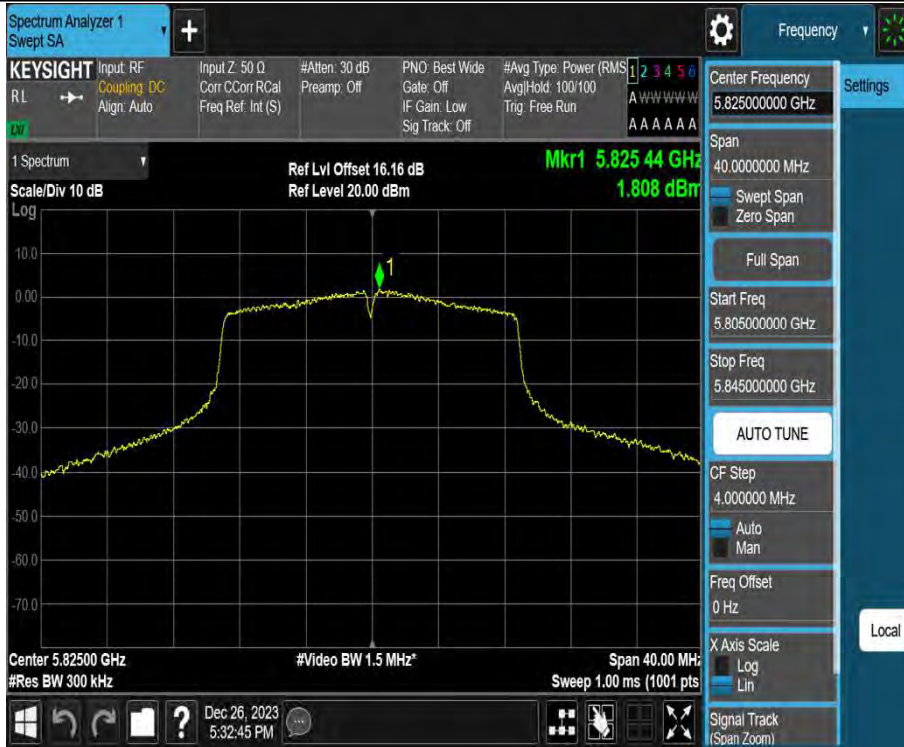 Spectrum Analyzer 1
Swept SA
+
Frequency
KEYSIGHT
RL
LXI
Input: RF
Coupling: DC
Align: Auto
Input Z: 50 Ω
Corr CCorr RCal
Freq Ref: Int (S)
#Atten: 30 dB
Preamp: Off
PNO: Best Wide
Gate: Off
IF Gain: Low
Sig Track: Off
#Avg Type: Power (RMS
Avg|Hold: 100/100
Trig: Free Run
1 2 3 4 5 6
A W W W W W
A A A A A A
1 Spectrum
Scale/Div 10 dB
Log
Ref Lvl Offset 16.16 dB
Ref Level 20.00 dBm
Mkr1 5.825 44 GHz
1.808 dBm
1
10.0
0.00
-10.0
-20.0
-30.0
-40.0
-50.0
-60.0
-70.0
Center 5.82500 GHz
#Res BW 300 kHz
#Video BW 1.5 MHz*
Span 40.00 MHz
Sweep 1.00 ms (1001 pts
?
Dec 26, 2023
5:32:45 PM
Center Frequency
5.825000000 GHz
Settings
Span
40.0000000 MHz
Swept Span
Zero Span
Full Span
Start Freq
5.805000000 GHz
Stop Freq
5.845000000 GHz
AUTO TUNE
CF Step
4.000000 MHz
Auto
Man
Freq Offset
0 Hz
Local
X Axis Scale
Log
Lin
Signal Track
(Span Zoom)